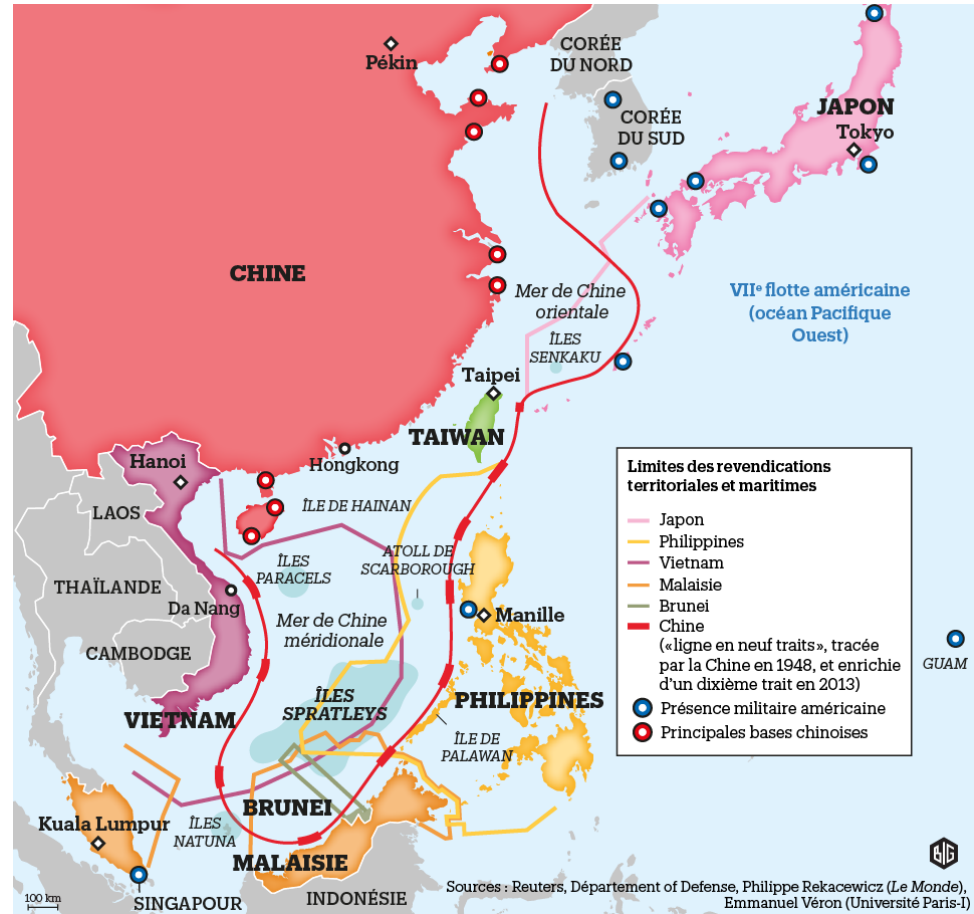 CORÉE
DU NORD
Pékin
JAPON
CORÉE
DU SUD
Tokyo
CHINE
Mer de Chine
orientale
VIIe flotte américaine
(océan Pacifique
Ouest)
ÎLES
SENKAKU
Taipei
TAIWAN
Hanoi
Hongkong
LAOS
ÎLE DE HAINAN
ÎLES
PARACELS
ATOLL DE
SCARBOROUGH
THAÏLANDE
Da Nang
Mer de Chine
méridionale
Manille
CAMBODGE
VIETNAM
ÎLES
SPRATLEYS
PHILIPPINES
ÎLE DE
PALAWAN
GUAM
Limites des revendications
territoriales et maritimes
Japon
Philippines
Vietnam
Malaisie
Brunei
Chine
(«ligne en neuf traits», tracée
par la Chine en 1948, et enrichie
d'un dixième trait en 2013)
Présence militaire américaine
Principales bases chinoises
BRUNEI
Kuala Lumpur
ÎLES
NATUNA
MALAISIE
SINGAPOUR
INDONÉSIE
100 km
BIG
Sources : Reuters, Département of Defense, Philippe Rekacewicz (Le Monde),
Emmanuel Véron (Université Paris-I)